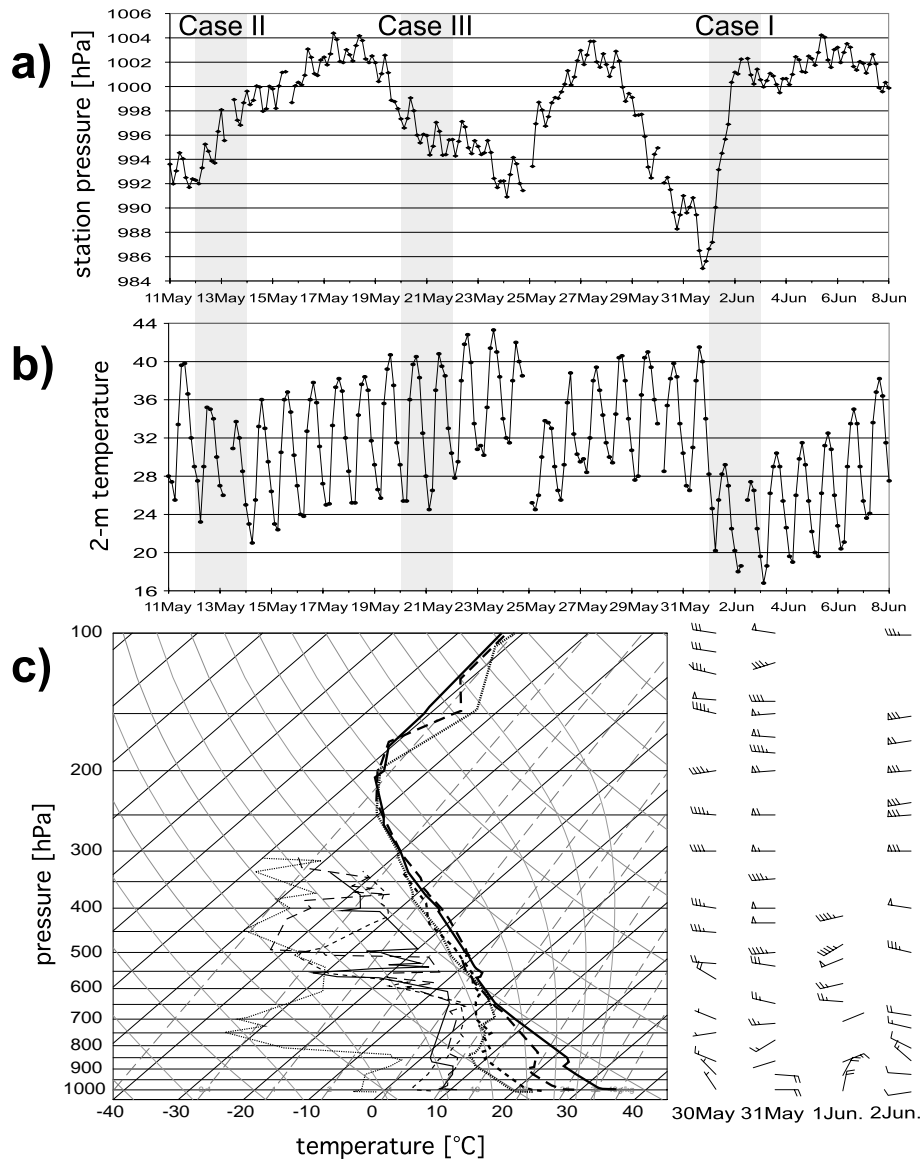 a)
station pressure [hPa]
Case II
Case III
Case I
1006
1004
1002
1000
998
996
994
992
990
988
986
984
11May 13May 15May 17May 19May 21May 23May 25May 27May 29May 31May 2Jun 4Jun 6Jun 8Jun
b)
2-m temperature
44
40
36
32
28
24
20
16
11May 13May 15May 17May 19May 21May 23May 25May 27May 29May 31May 2Jun 4Jun 6Jun 8Jun
c)
pressure [hPa]
100
200
300
400
500
600
700
800
900
1000
-40 -30 -20 -10 0 10 20 30 40
temperature [°C]
30May 31May 1Jun. 2Jun.